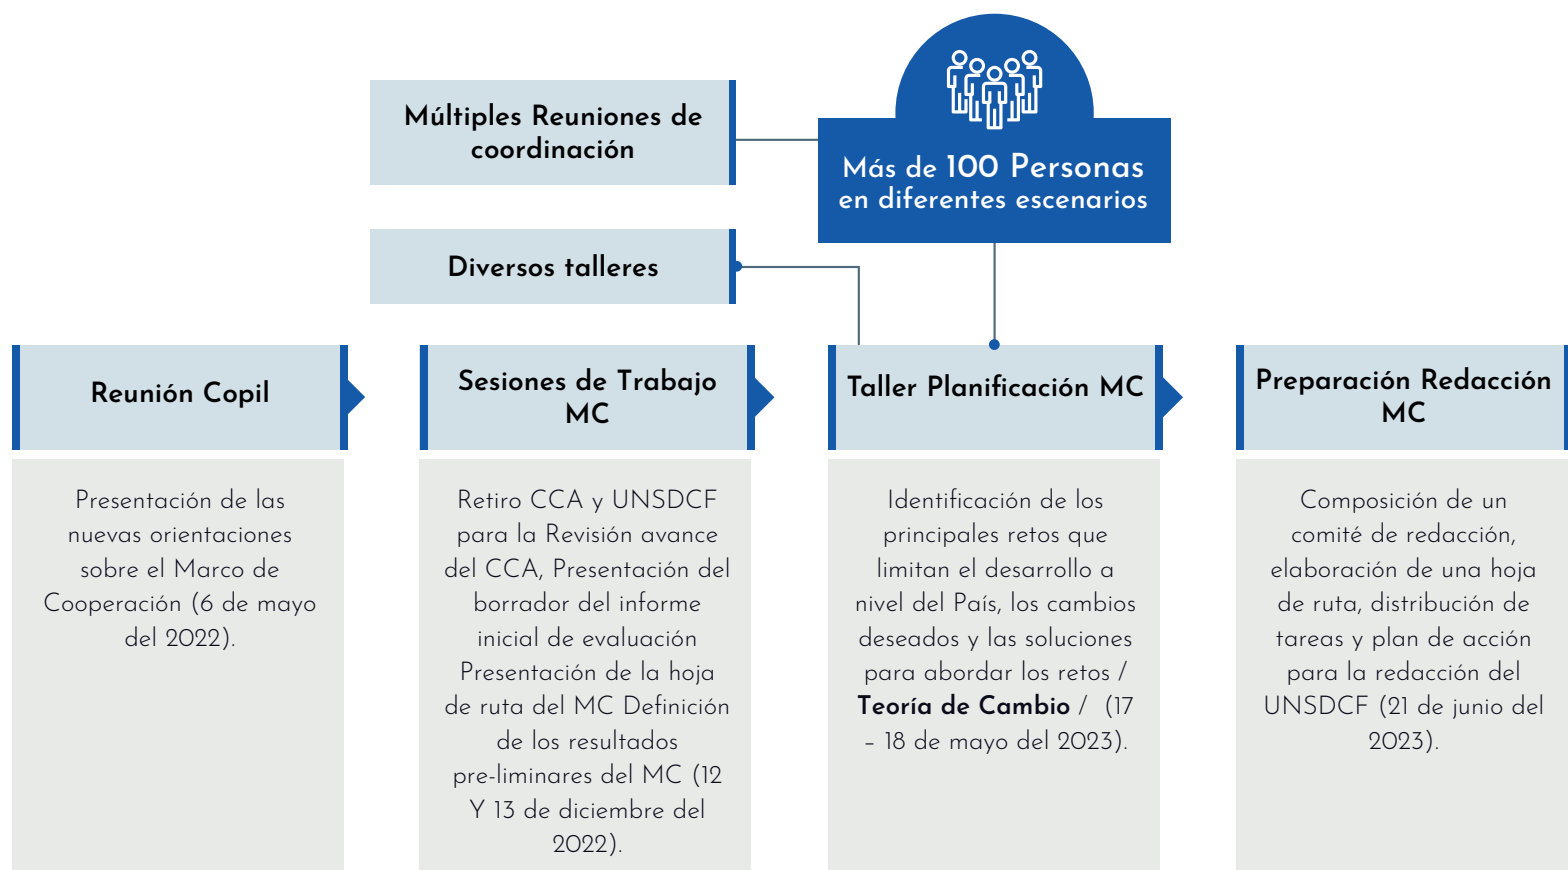 Múltiples Reuniones de
coordinación
Más de 100 Personas
en diferentes escenarios
Diversos talleres
Reunión Copil
Presentación de las
nuevas orientaciones
sobre el Marco de
Cooperación (6 de mayo
del 2022).
Sesiones de Trabajo
MC
Retiro CCA y UNSDCF
para la Revisión avance
del CCA, Presentación del
borrador del informe
inicial de evaluación
Presentación de la hoja
de ruta del MC Definición
de los resultados
pre-liminares del MC (12
Y 13 de diciembre del
2022).
Taller Planificación MC
Identificación de los
principales retos que
limitan el desarrollo a
nivel del País, los cambios
deseados y las soluciones
para abordar los retos /
Teoría de Cambio / (17
– 18 de mayo del 2023).
Preparación Redacción
MC
Composición de un
comité de redacción,
elaboración de una hoja
de ruta, distribución de
tareas y plan de acción
para la redacción del
UNSDCF (21 de junio del
2023).